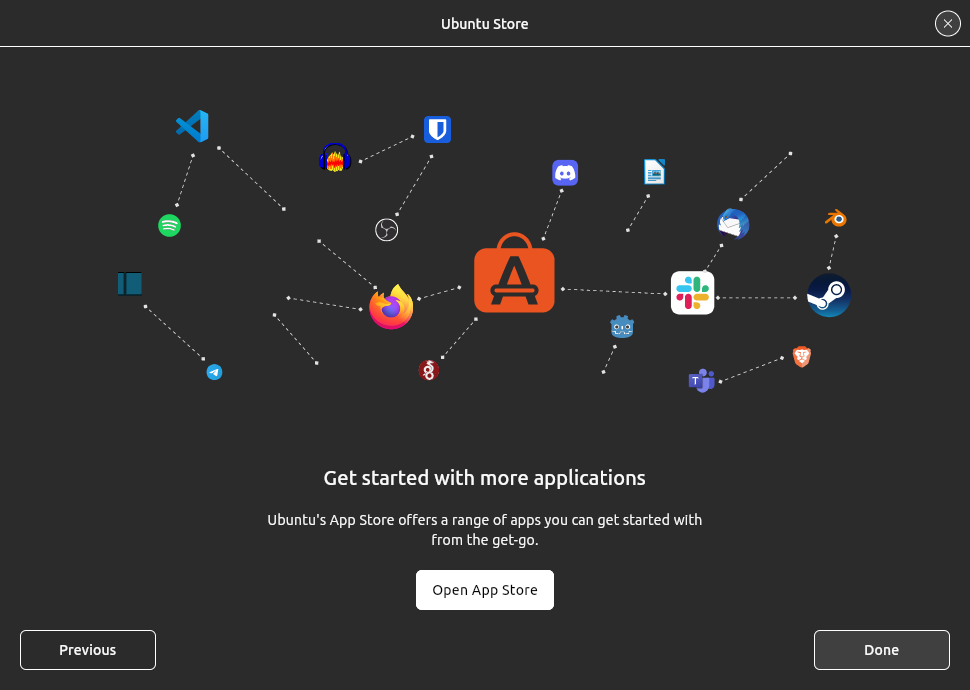 Ubuntu Store
T
Get started with more applications
Ubuntu's App Store offers a range of apps you can get started with
from the get-go.
Open App Store
Previous
Done